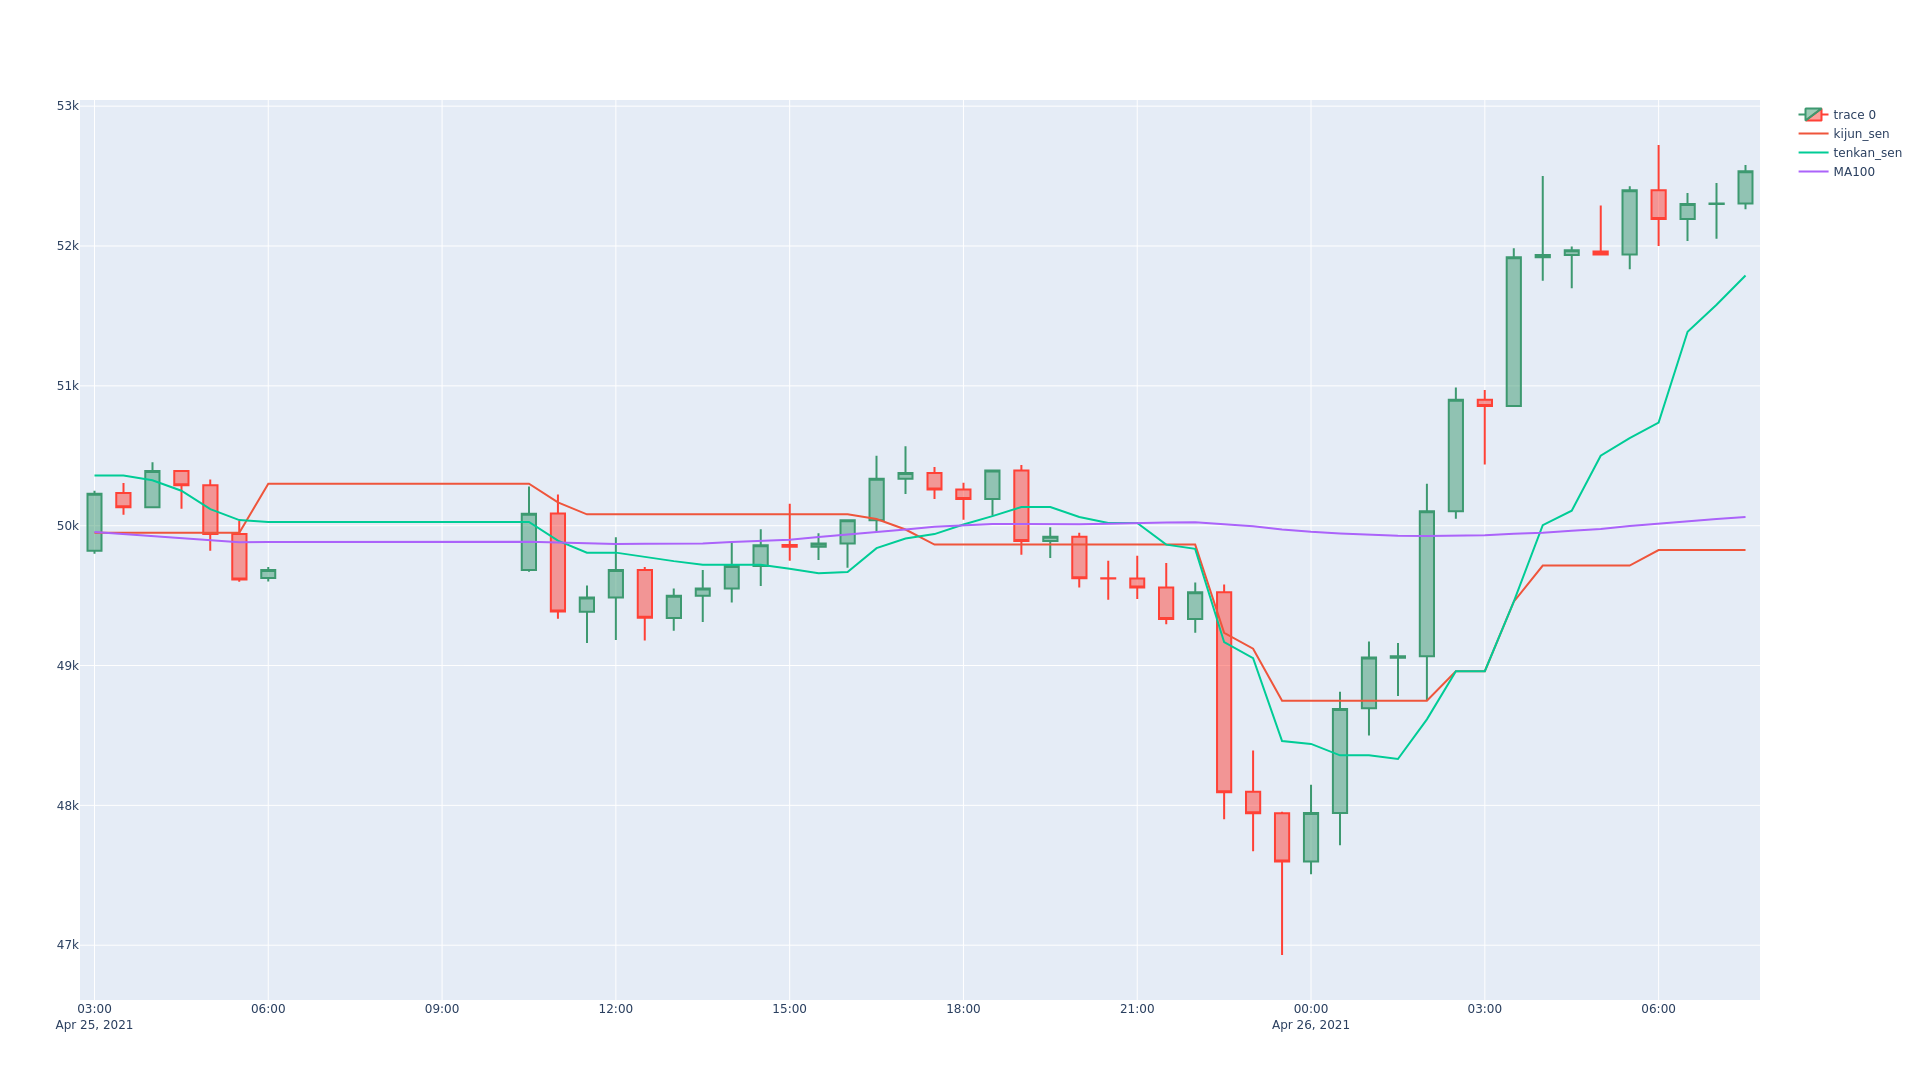 53k
52k
51k
50k
49k
48k
47k
03:00 06:00 09:00 12:00 15:00 18:00 21:00 00:00 03:00 06:00
Apr 25, 2021 Apr 26, 2021
trace 0
kijun_sen
tenkan_sen
MA100